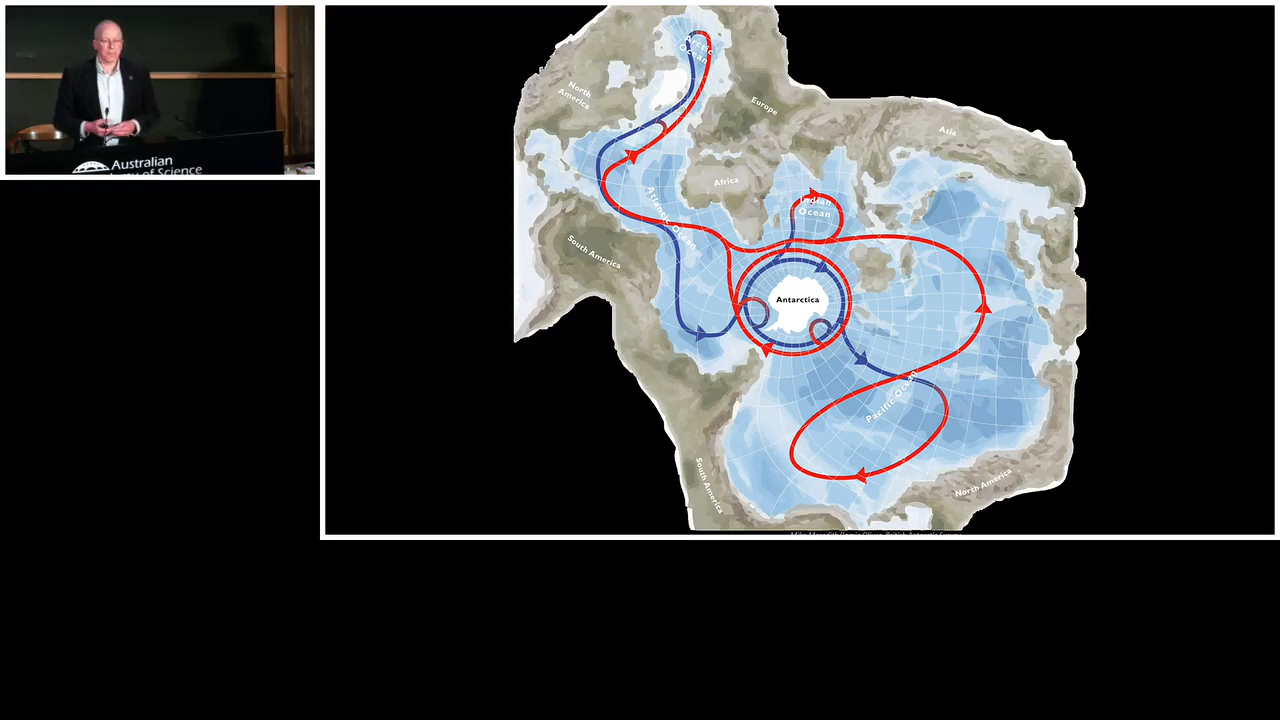 Australian
y of Science
Arctic
Ocean
North
America
Europe
Asia
Africa
Atlantic Ocean
Indian
Ocean
South America
Antarctica
Pacific Ocean
South America
North America